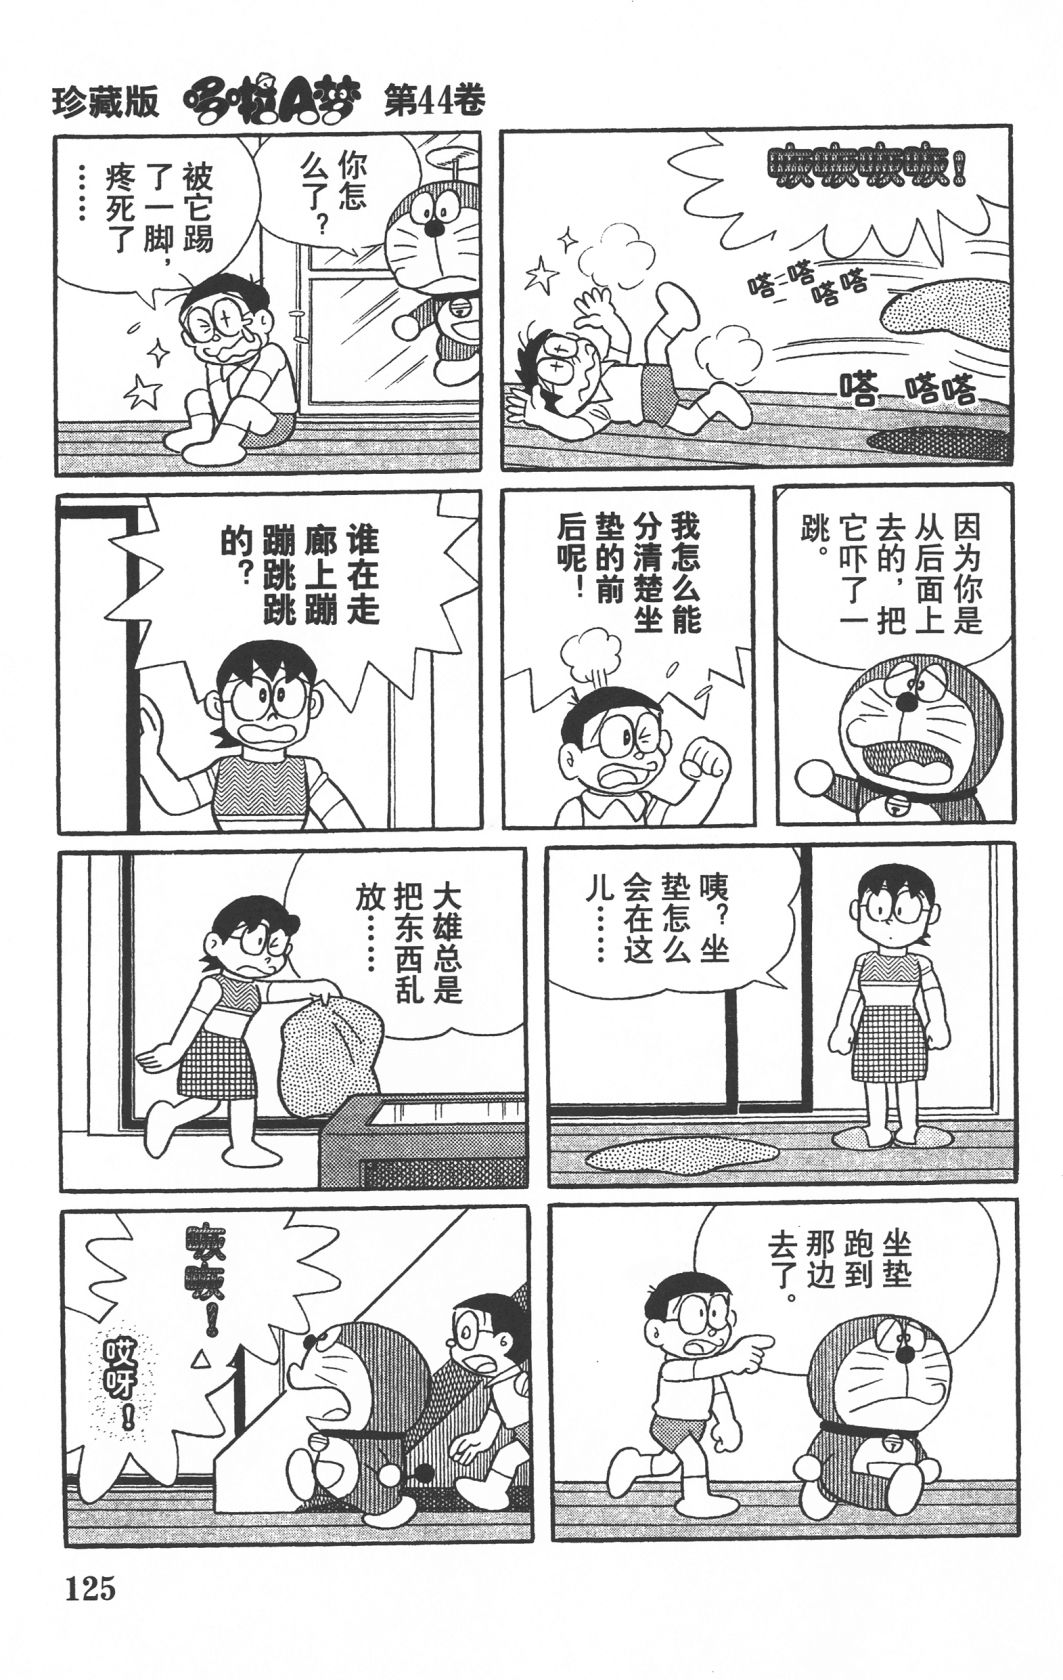 珍藏版 哆啦A梦 第44卷
咴咴咴咴！
嗒嗒
嗒嗒
嗒 嗒嗒
你怎
么了？
被它踢
了一脚，
疼死了
……
因为你是
从后面上
去的，把
它吓了一
跳。
我怎么能
分清楚坐
垫的前
后呢！
谁在走
廊上蹦
蹦跳跳
的？
咦？坐
垫怎么
会在这
儿……
大雄总是
把东西乱
放……
坐垫
跑到
那边
去了。
咴咴！
哎呀！
125